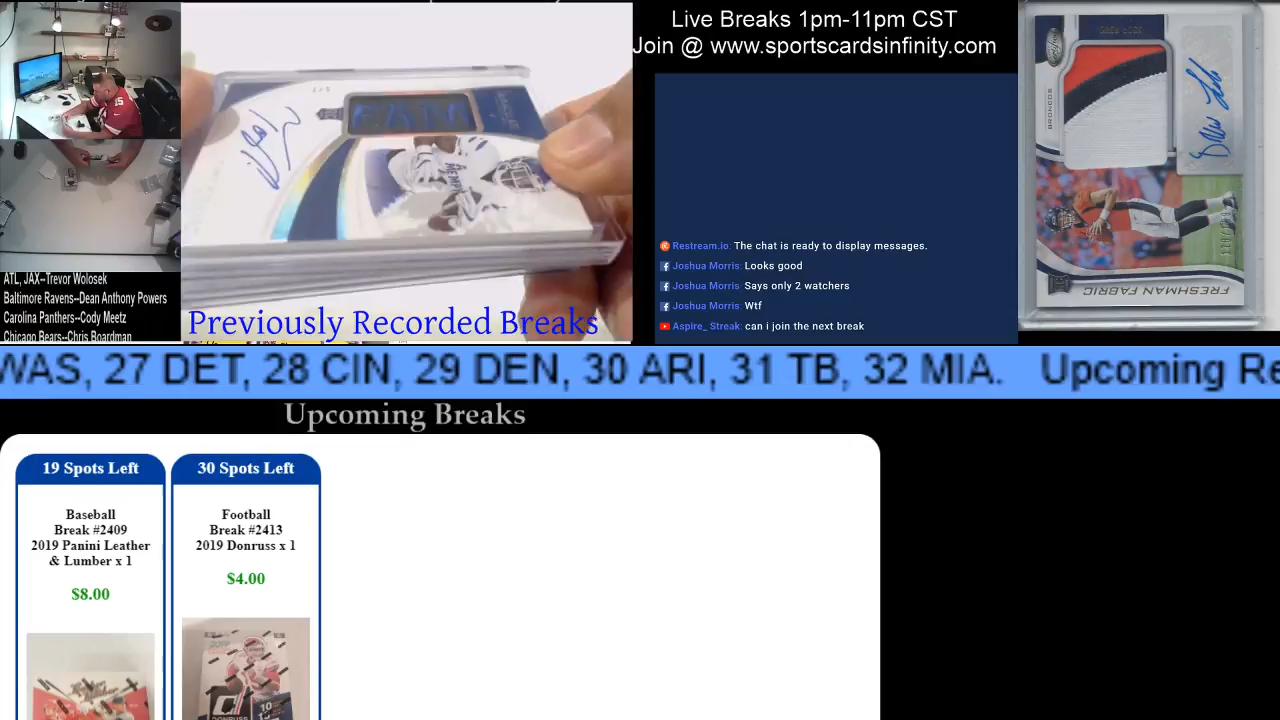 Live Breaks 1pm-11pm CST
Join @ www.sportscardsinfinity.com
Restream.io: The chat is ready to display messages.
Joshua Morris: Looks good
Joshua Morris: Says only 2 watchers
Joshua Morris: Wtf
Aspire_ Streak: can i join the next break
BRONCOS
FRESHMAN FABRIC
ATL, JAX--Trevor Wolosek
Baltimore Ravens--Dean Anthony Powers
Carolina Panthers--Cody Meetz
Chicago Bears--Chris Boardman
Previously Recorded Breaks
WAS, 27 DET, 28 CIN, 29 DEN, 30 ARI, 31 TB, 32 MIA. Upcoming Re
Upcoming Breaks
19 Spots Left
Baseball
Break #2409
2019 Panini Leather
& Lumber x 1
$8.00
30 Spots Left
Football
Break #2413
2019 Donruss x 1
$4.00
DONRUSS